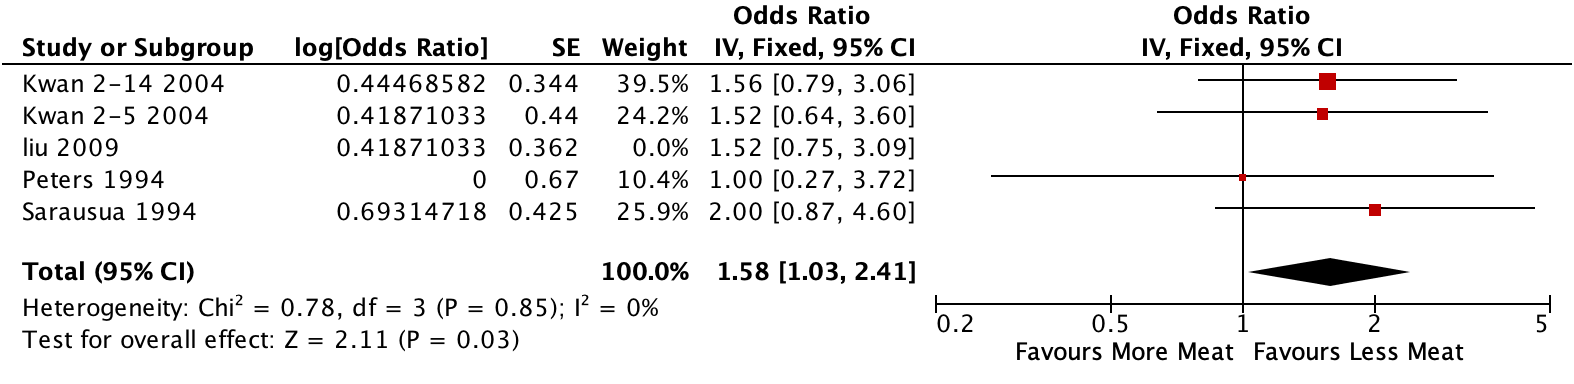 Odds Ratio Odds Ratio
Study or Subgroup log[Odds Ratio] SE Weight IV, Fixed, 95% CI IV, Fixed, 95% CI
Kwan 2-14 2004 0.44468582 0.344 39.5% 1.56 [0.79, 3.06]
Kwan 2-5 2004 0.41871033 0.44 24.2% 1.52 [0.64, 3.60]
liu 2009 0.41871033 0.362 0.0% 1.52 [0.75, 3.09]
Peters 1994 0 0.67 10.4% 1.00 [0.27, 3.72]
Sarausua 1994 0.69314718 0.425 25.9% 2.00 [0.87, 4.60]
Total (95% CI) 100.0% 1.58 [1.03, 2.41]
Heterogeneity: Chi² = 0.78, df = 3 (P = 0.85); I² = 0%
Test for overall effect: Z = 2.11 (P = 0.03)
0.2 0.5 1 2 5
Favours More Meat Favours Less Meat